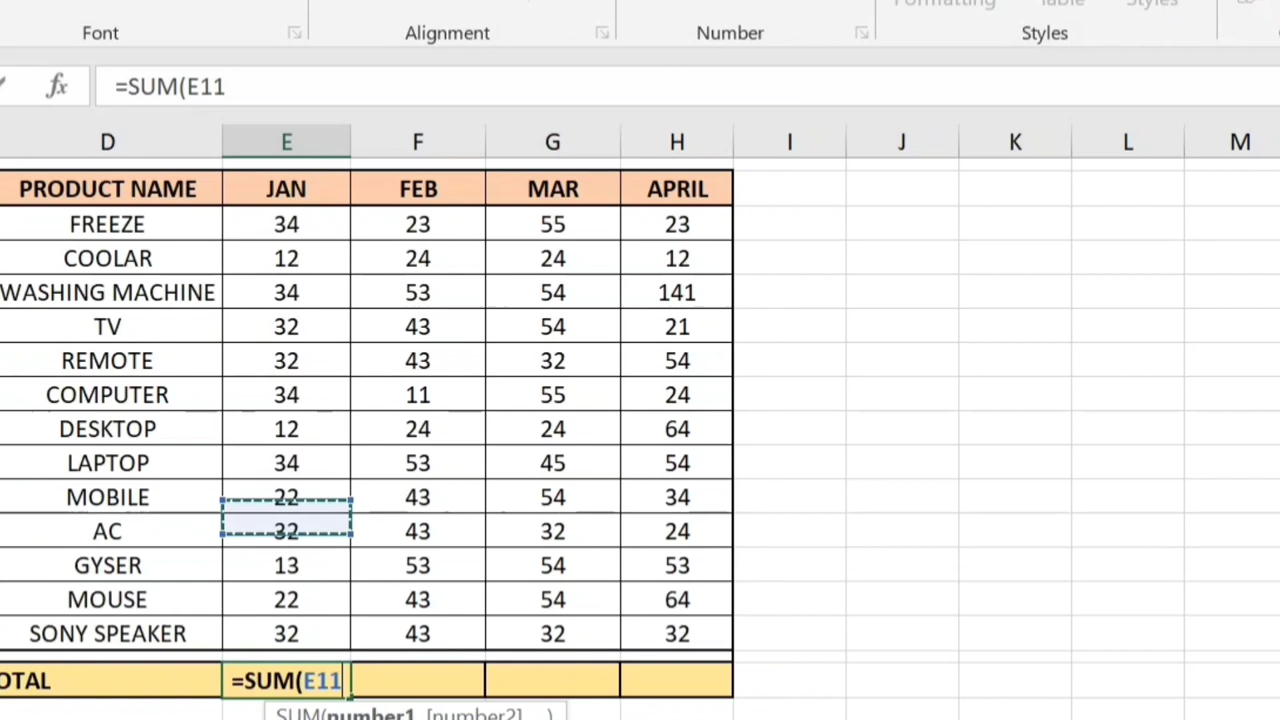 Formatting Table Styles
Font Alignment Number Styles
fx =SUM(E11
D E F G H I J K L M
PRODUCT NAME JAN FEB MAR APRIL
FREEZE 34 23 55 23
COOLAR 12 24 24 12
WASHING MACHINE 34 53 54 141
TV 32 43 54 21
REMOTE 32 43 32 54
COMPUTER 34 11 55 24
DESKTOP 12 24 24 64
LAPTOP 34 53 45 54
MOBILE 22 43 54 34
AC 32 43 32 24
GYSER 13 53 54 53
MOUSE 22 43 54 64
SONY SPEAKER 32 43 32 32
OTAL =SUM(E11
SUM(number1, [number2], ...)